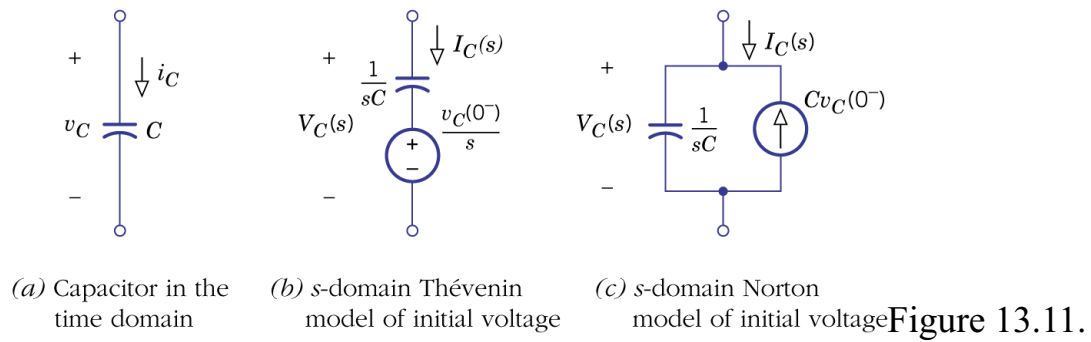 +
i_C
v_C
C
−
(a) Capacitor in the
time domain
+
I_C(s)
1
sC
V_C(s)
v_C(0⁻)
s
+
−
−
(b) s-domain Thévenin
model of initial voltage
+
I_C(s)
V_C(s)
1
sC
Cv_C(0⁻)
−
(c) s-domain Norton
model of initial voltage
Figure 13.11.